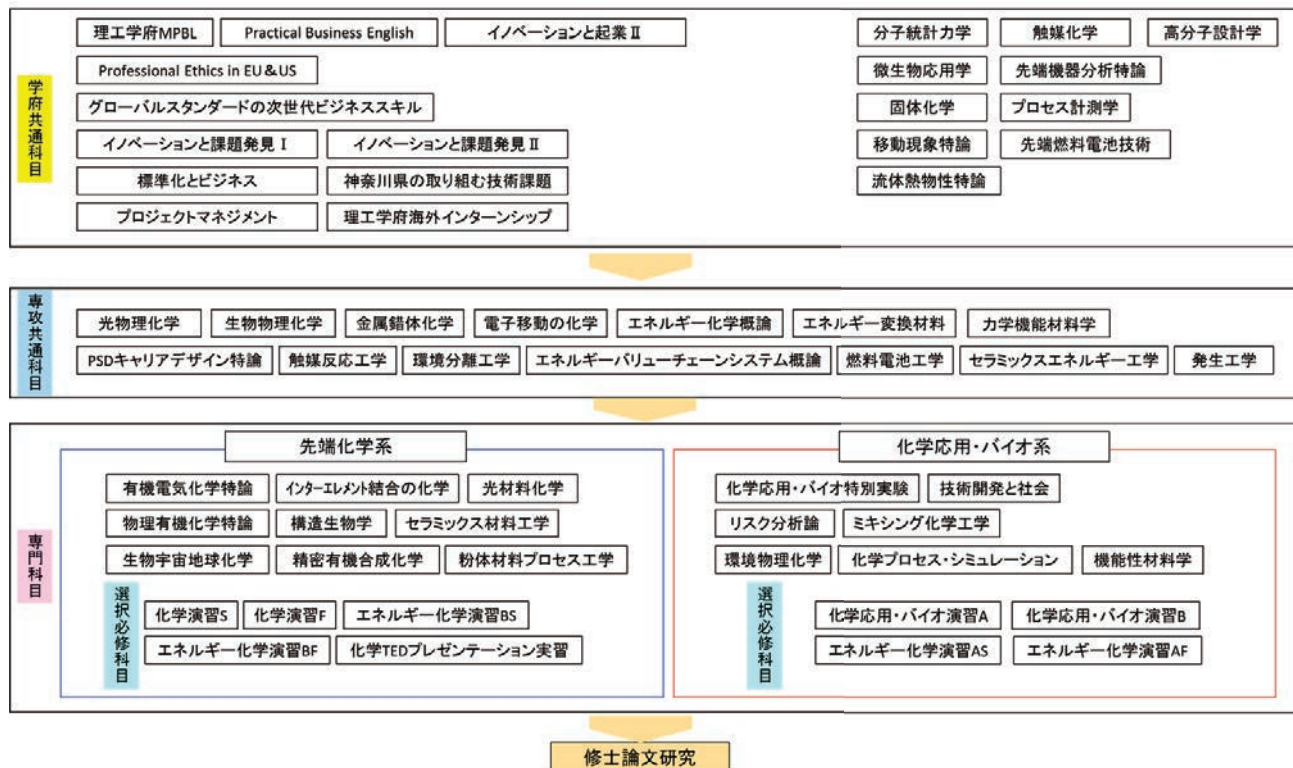 学府共通科目
理工学府MPBL Practical Business English イノベーションと起業Ⅱ
Professional Ethics in EU&US
グローバルスタンダードの次世代ビジネススキル
イノベーションと課題発見Ⅰ イノベーションと課題発見Ⅱ
標準化とビジネス 神奈川県の取り組む技術課題
プロジェクトマネジメント 理工学府海外インターンシップ
分子統計力学 触媒化学 高分子設計学
微生物応用学 先端機器分析特論
固体化学 プロセス計測学
移動現象特論 先端燃料電池技術
流体熱物性特論
専攻共通科目
光物理化学 生物物理化学 金属錯体化学 電子移動の化学 エネルギー化学概論 エネルギー変換材料 力学機能材料学
PSDキャリアデザイン特論 触媒反応工学 環境分離工学 エネルギーバリューチェーンシステム概論 燃料電池工学 セラミックスエネルギー工学 発生工学
専門科目
先端化学系
有機電気化学特論 インターエレメント結合の化学 光材料化学
物理有機化学特論 構造生物学 セラミックス材料工学
生物宇宙地球化学 精密有機合成化学 粉体材料プロセス工学
選択必修科目
化学演習S 化学演習F エネルギー化学演習BS
エネルギー化学演習BF 化学TEDプレゼンテーション実習
化学応用・バイオ系
化学応用・バイオ特別実験 技術開発と社会
リスク分析論 ミキシング化学工学
環境物理化学 化学プロセス・シミュレーション 機能性材料学
選択必修科目
化学応用・バイオ演習A 化学応用・バイオ演習B
エネルギー化学演習AS エネルギー化学演習AF
修士論文研究